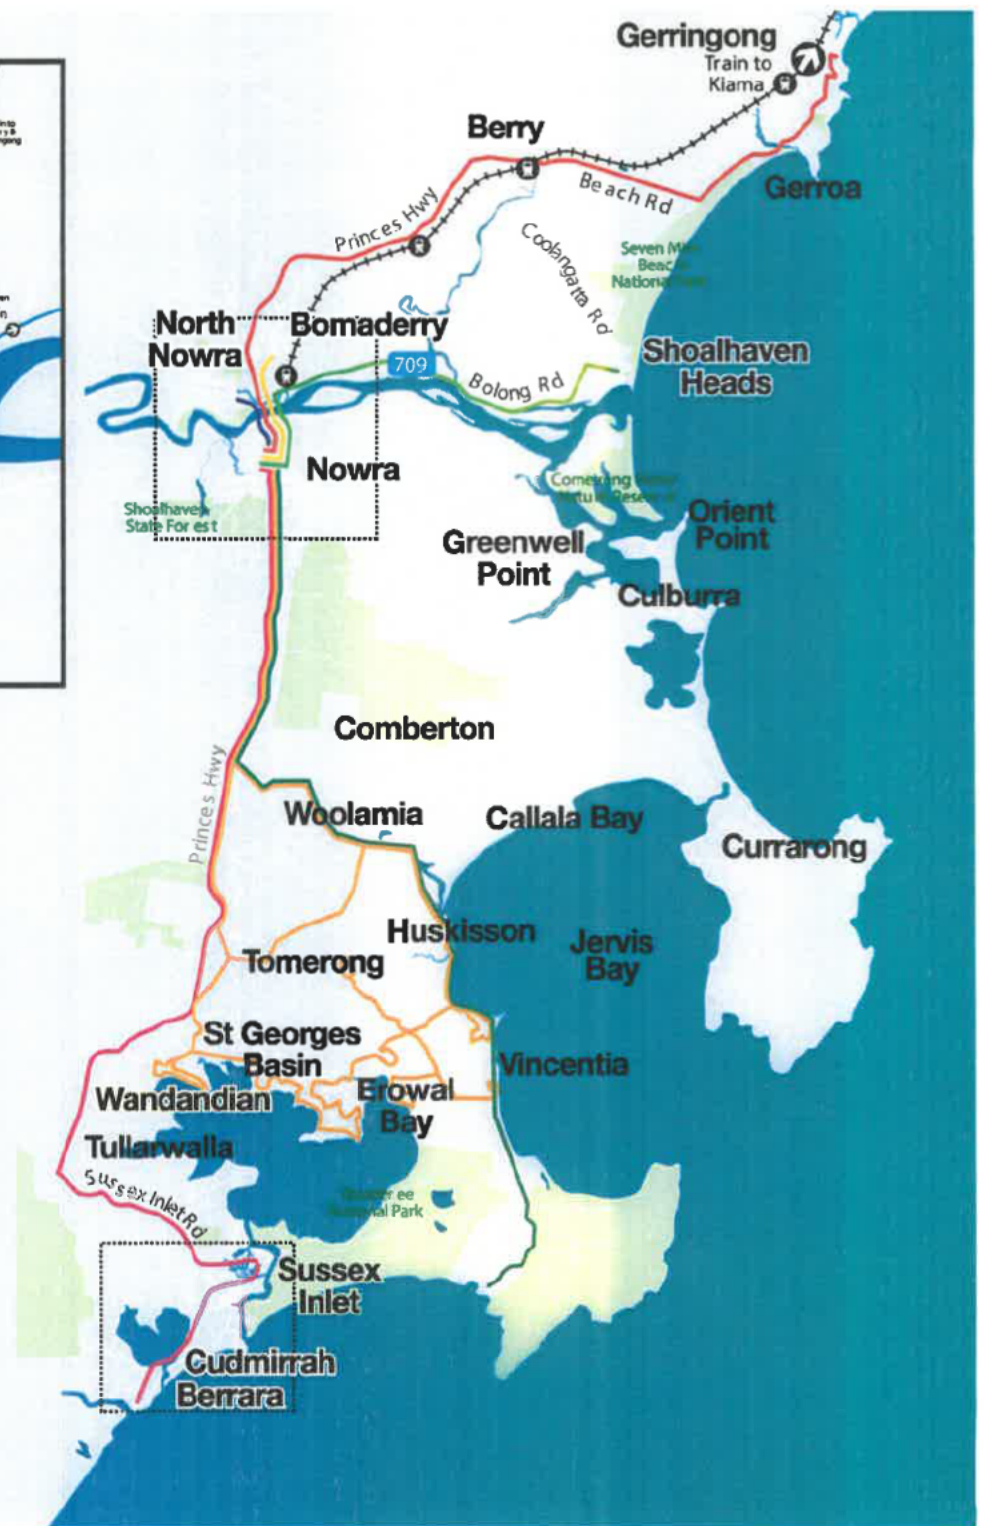 Gerringong
Train to
Kiama
Berry
Beach Rd
Gerroa
Princes Hwy
Coolangatta Rd
Seven
National
North
Nowra
Bomaderry
709
Bolong Rd
Shoalhaven
Heads
Nowra
Shoalhaven
State Forest
Orient
Point
Greenwell
Point
Culburra
Comberton
Princes Hwy
Woolamia
Callala Bay
Currarong
Huskisson
Jervis
Bay
Tomerong
St Georges
Basin
Vincentia
Wandandian
Erowal
Bay
Tullarwalla
Sussex Inlet Rd
Park
Sussex
Inlet
Cudmirrah
Berrara